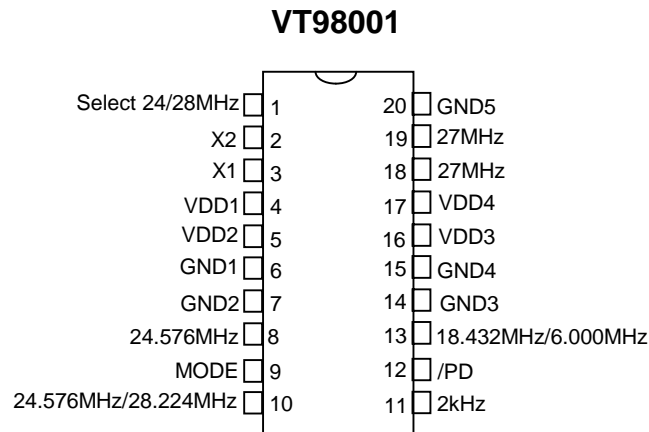 VT98001
Select 24/28MHz 1 20 GND5
X2 2 19 27MHz
X1 3 18 27MHz
VDD1 4 17 VDD4
VDD2 5 16 VDD3
GND1 6 15 GND4
GND2 7 14 GND3
24.576MHz 8 13 18.432MHz/6.000MHz
MODE 9 12 /PD
24.576MHz/28.224MHz 10 11 2kHz